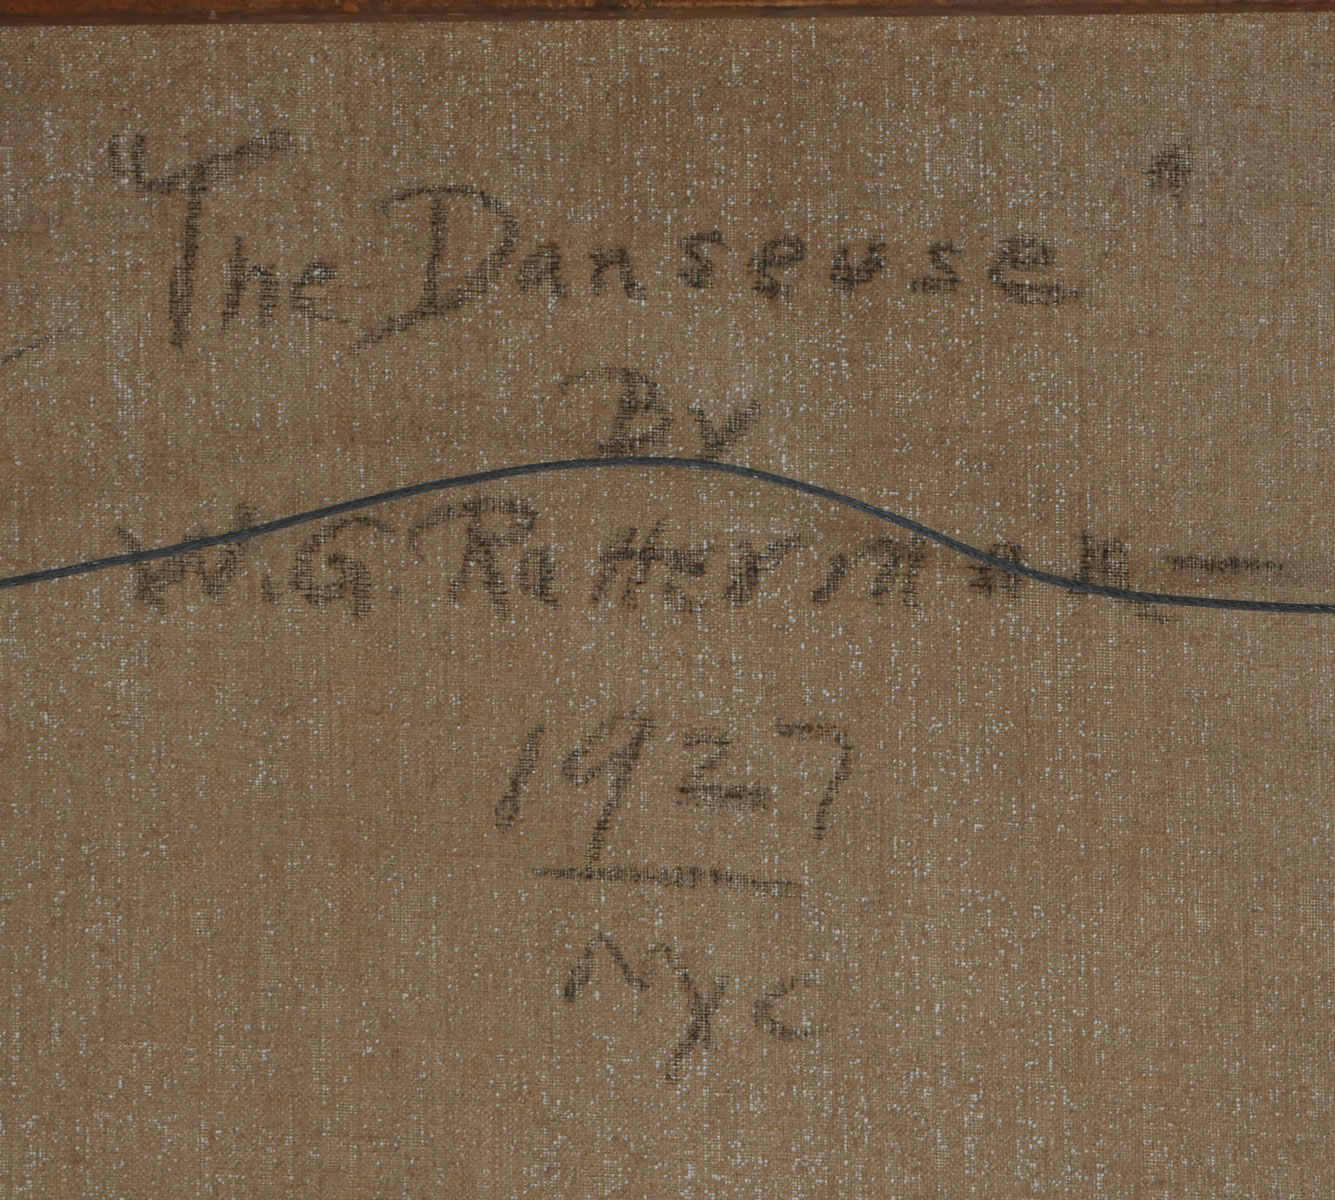 "The Danseuse"
By
W.G. Ratterman —
1927
Nyc